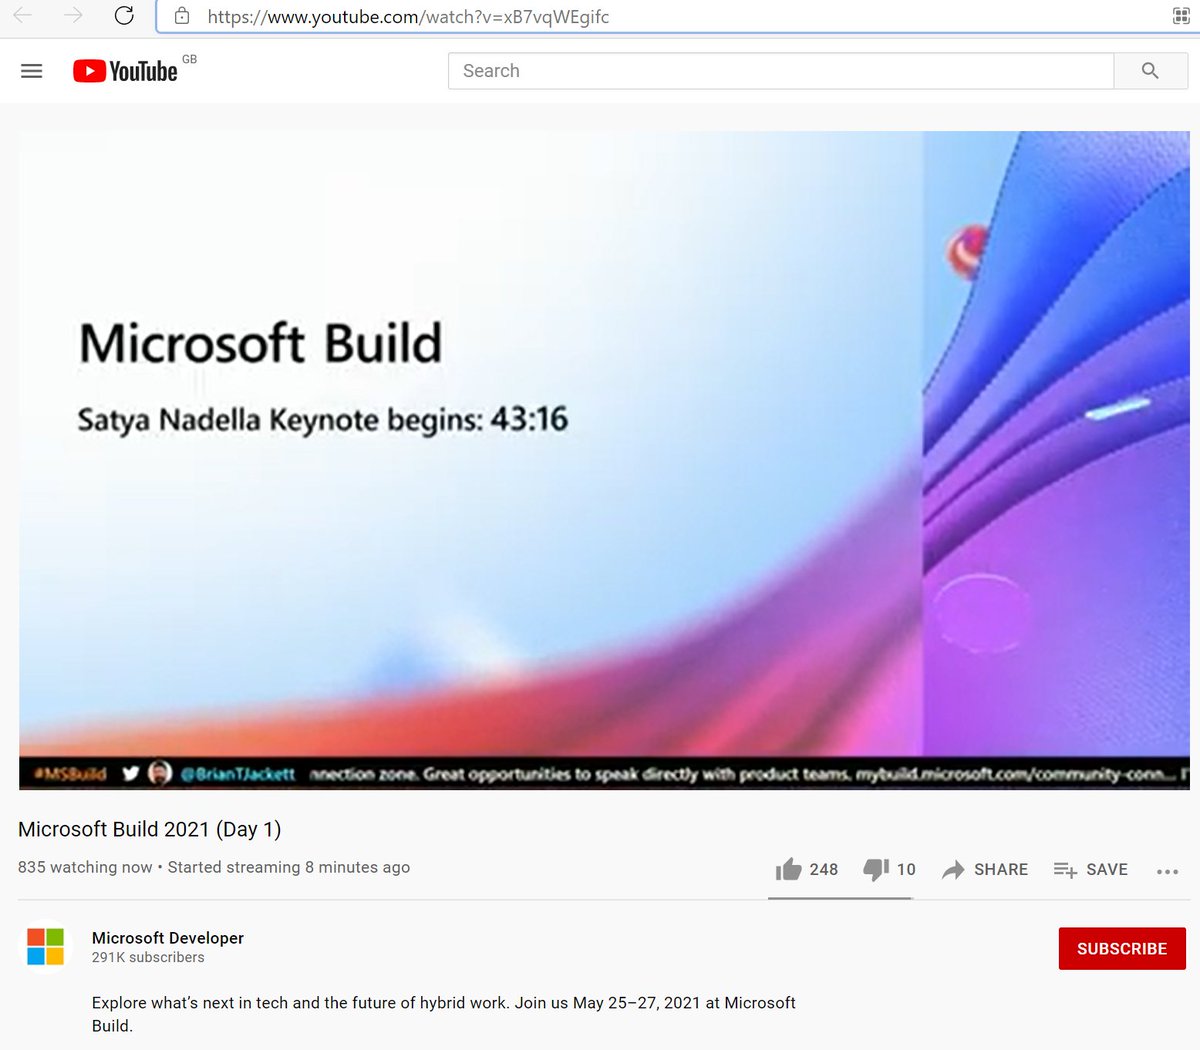 https://www.youtube.com/watch?v=xB7vqWEgifc
YouTube GB
Search
Microsoft Build
Satya Nadella Keynote begins: 43:16
#MSBuild @BrianTJackett nnection zone. Great opportunities to speak directly with product teams. mybuild.microsoft.com/community-conn...
Microsoft Build 2021 (Day 1)
835 watching now • Started streaming 8 minutes ago
248 10 SHARE SAVE
Microsoft Developer
291K subscribers
SUBSCRIBE
Explore what’s next in tech and the future of hybrid work. Join us May 25–27, 2021 at Microsoft
Build.